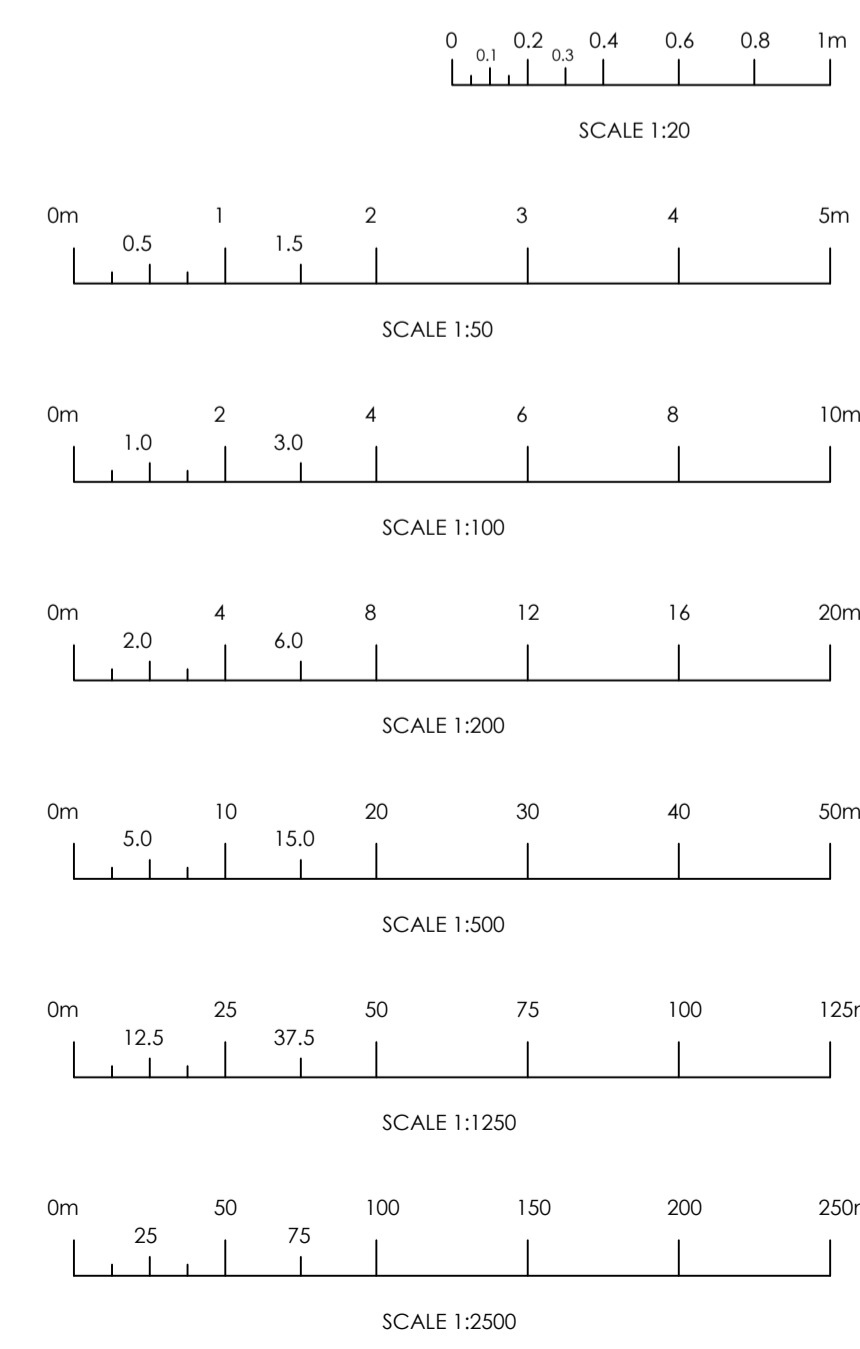 0 0.2 0.4 0.6 0.8 1m
0.1 0.3
SCALE 1:20
0m 1 2 3 4 5m
0.5 1.5
SCALE 1:50
0m 2 4 6 8 10m
1.0 3.0
SCALE 1:100
0m 4 8 12 16 20m
2.0 6.0
SCALE 1:200
0m 10 20 30 40 50m
5.0 15.0
SCALE 1:500
0m 25 50 75 100 125m
12.5 37.5
SCALE 1:1250
0m 50 100 150 200 250m
25 75
SCALE 1:2500